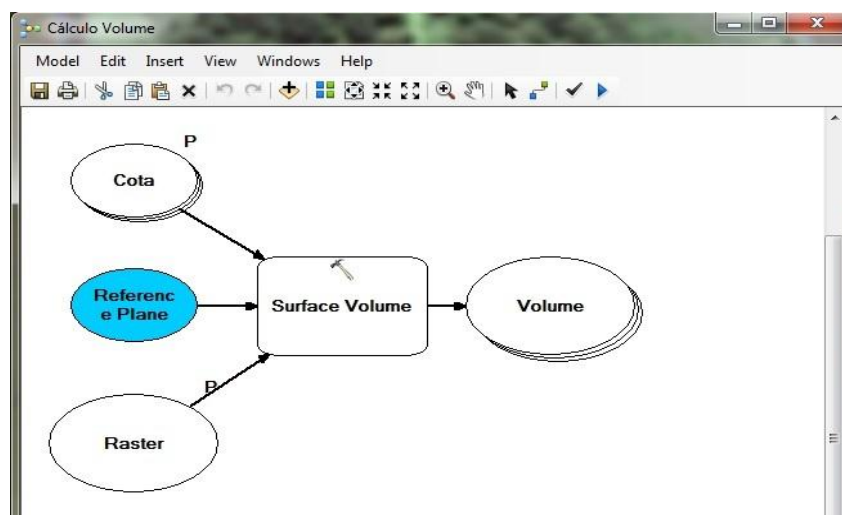 Cálculo Volume
Model Edit Insert View Windows Help
P
Cota
Referenc
e Plane
Surface Volume
Volume
P
Raster